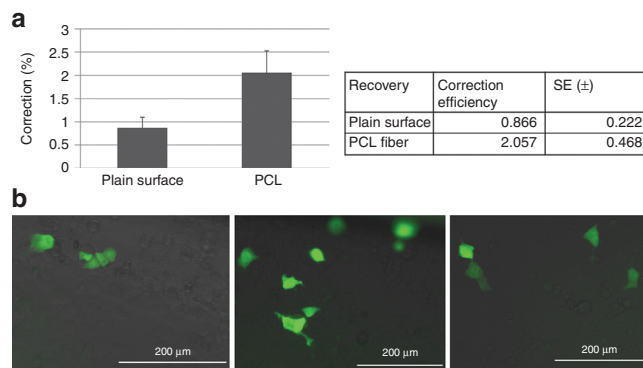 a
3
2.5
2
1.5
1
0.5
0
Correction (%)
Plain surface PCL
Recovery Correction efficiency SE (±)
Plain surface 0.866 0.222
PCL fiber 2.057 0.468
b
200 µm 200 µm 200 µm